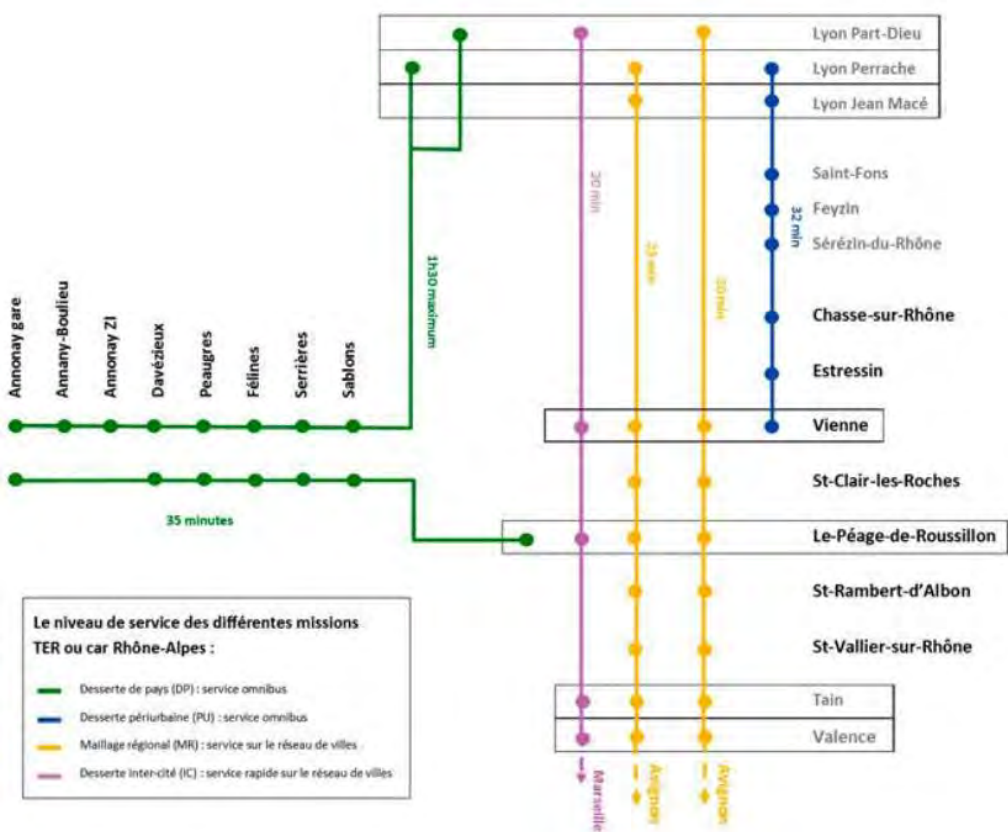 Lyon Part-Dieu
Lyon Perrache
Lyon Jean Macé
Saint-Fons
Feyzin
Sérézin-du-Rhône
Chasse-sur-Rhône
Estressin
Vienne
St-Clair-les-Roches
Le-Péage-de-Roussillon
St-Rambert-d’Albon
St-Vallier-sur-Rhône
Tain
Valence
20 min
20 min
32 min
1h30 maximum
Annonay gare
Annany-Boulieu
Annonay ZI
Davézieux
Peaugres
Félines
Serrières
Sablons
35 minutes
Marseille
Avignon
Avignon
Le niveau de service des différentes missions
TER ou car Rhône-Alpes :
Desserte de pays (DP) : service omnibus
Desserte périurbaine (PU) : service omnibus
Maillage régional (MR) : service sur le réseau de villes
Desserte inter-cité (IC) : service rapide sur le réseau de villes